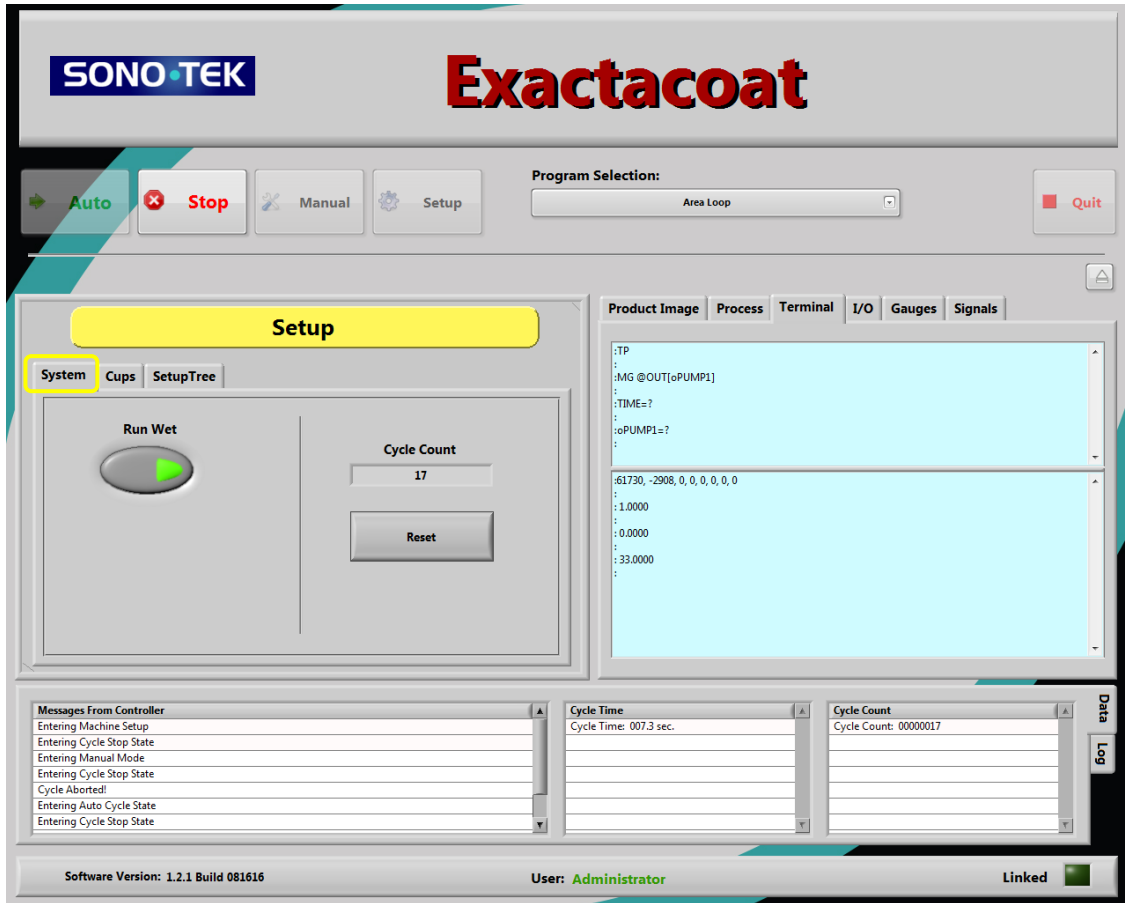 SONO•TEK
Exactacoat
Auto
Stop
Manual
Setup
Program Selection:
Area Loop
Quit
Setup
System
Cups
SetupTree
Run Wet
Cycle Count
17
Reset
Product Image
Process
Terminal
I/O
Gauges
Signals
:TP
:
:MG @OUT[oPUMP1]
:
:TIME=?
:
:oPUMP1=?
:
:61730, -2908, 0, 0, 0, 0, 0, 0
:
: 1.0000
:
: 0.0000
:
: 33.0000
:
Messages From Controller
Entering Machine Setup
Entering Cycle Stop State
Entering Manual Mode
Entering Cycle Stop State
Cycle Aborted!
Entering Auto Cycle State
Entering Cycle Stop State
Cycle Time
Cycle Time: 007.3 sec.
Cycle Count
Cycle Count: 00000017
Data
Log
Software Version: 1.2.1 Build 081616
User: Administrator
Linked